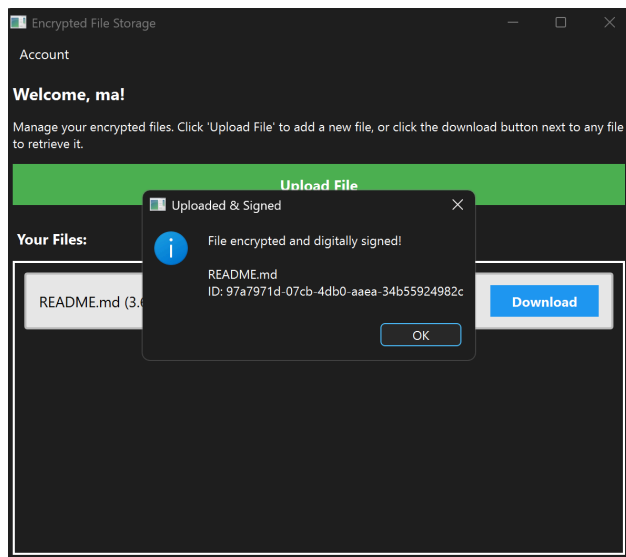 Encrypted File Storage
Account
Welcome, ma!
Manage your encrypted files. Click 'Upload File' to add a new file, or click the download button next to any file
to retrieve it.
Upload File
Uploaded & Signed
Your Files:
File encrypted and digitally signed!
README.md
ID: 97a7971d-07cb-4db0-aaea-34b55924982c
README.md (3.
Download
OK